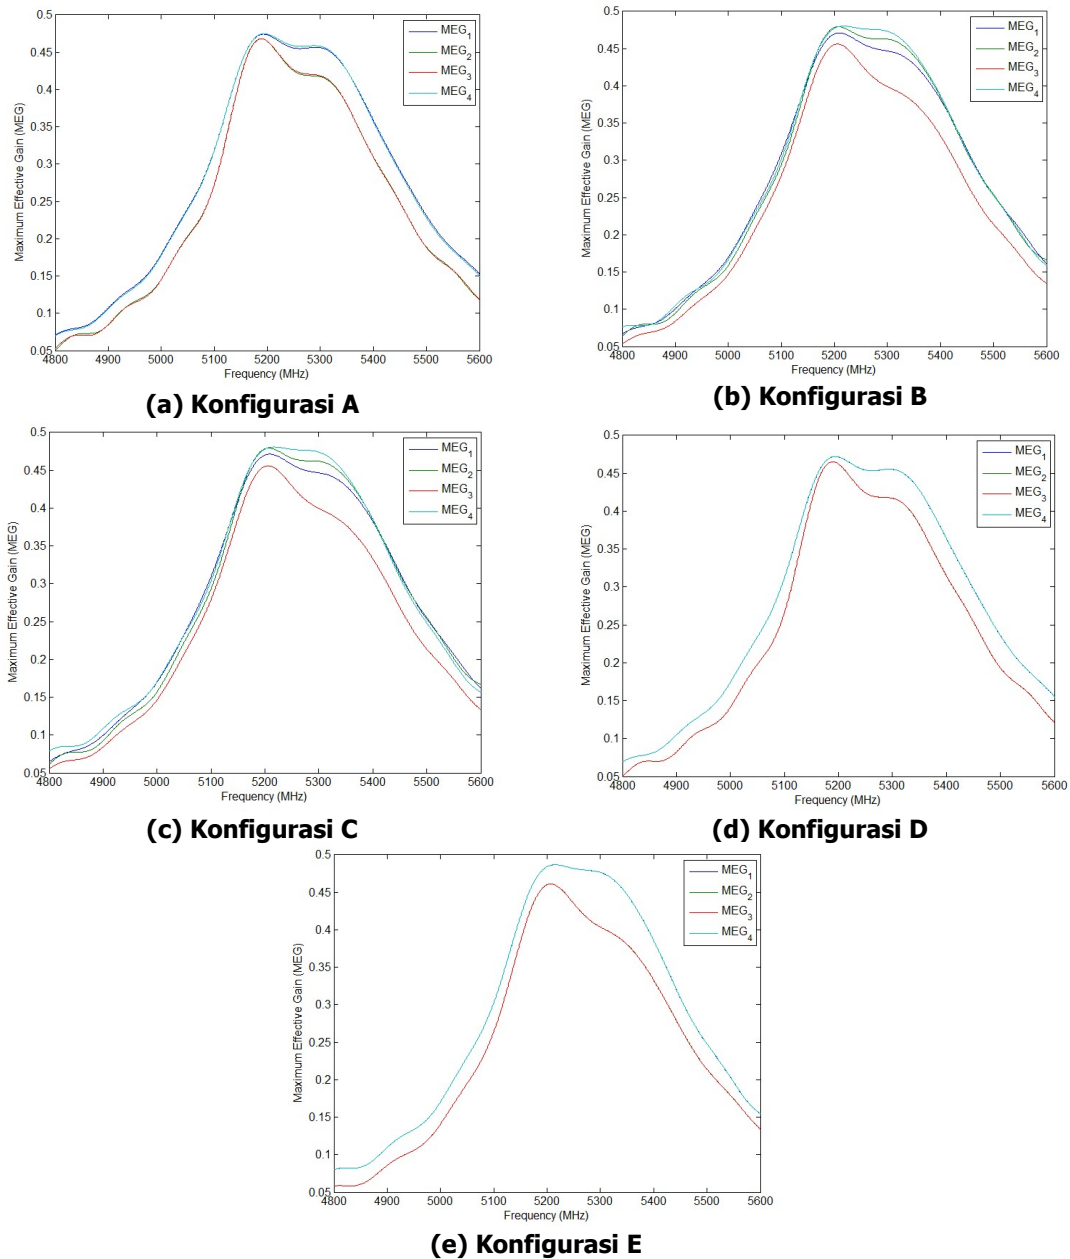 Maximum Effective Gain (MEG)
0.5
0.45
0.4
0.35
0.3
0.25
0.2
0.15
0.1
0.05
4800 4900 5000 5100 5200 5300 5400 5500 5600
Frequency (MHz)
MEG1
MEG2
MEG3
MEG4
(a) Konfigurasi A
Maximum Effective Gain (MEG)
0.5
0.45
0.4
0.35
0.3
0.25
0.2
0.15
0.1
0.05
4800 4900 5000 5100 5200 5300 5400 5500 5600
Frequency (MHz)
MEG1
MEG2
MEG3
MEG4
(b) Konfigurasi B
Maximum Effective Gain (MEG)
0.5
0.45
0.4
0.35
0.3
0.25
0.2
0.15
0.1
0.05
4800 4900 5000 5100 5200 5300 5400 5500 5600
Frequency (MHz)
MEG1
MEG2
MEG3
MEG4
(c) Konfigurasi C
Maximum Effective Gain (MEG)
0.5
0.45
0.4
0.35
0.3
0.25
0.2
0.15
0.1
0.05
4800 4900 5000 5100 5200 5300 5400 5500 5600
Frequency (MHz)
MEG1
MEG2
MEG3
MEG4
(d) Konfigurasi D
Maximum Effective Gain (MEG)
0.5
0.45
0.4
0.35
0.3
0.25
0.2
0.15
0.1
0.05
4800 4900 5000 5100 5200 5300 5400 5500 5600
Frequency (MHz)
MEG1
MEG2
MEG3
MEG4
(e) Konfigurasi E